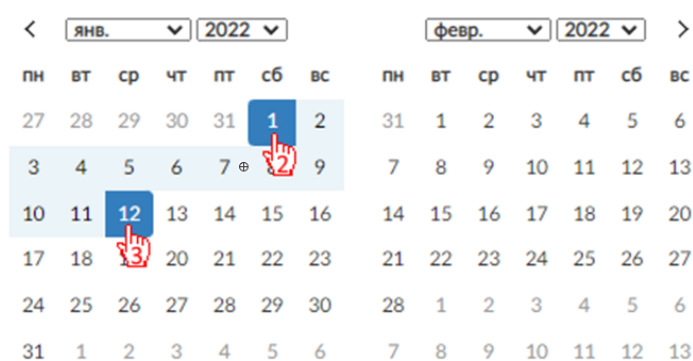 янв. 2022 февр. 2022
пн вт ср чт пт сб вс пн вт ср чт пт сб вс
27 28 29 30 31 1 2 31 1 2 3 4 5 6
3 4 5 6 7 2 9 7 8 9 10 11 12 13
10 11 12 13 14 15 16 14 15 16 17 18 19 20
17 18 3 20 21 22 23 21 22 23 24 25 26 27
24 25 26 27 28 29 30 28 1 2 3 4 5 6
31 1 2 3 4 5 6 7 8 9 10 11 12 13